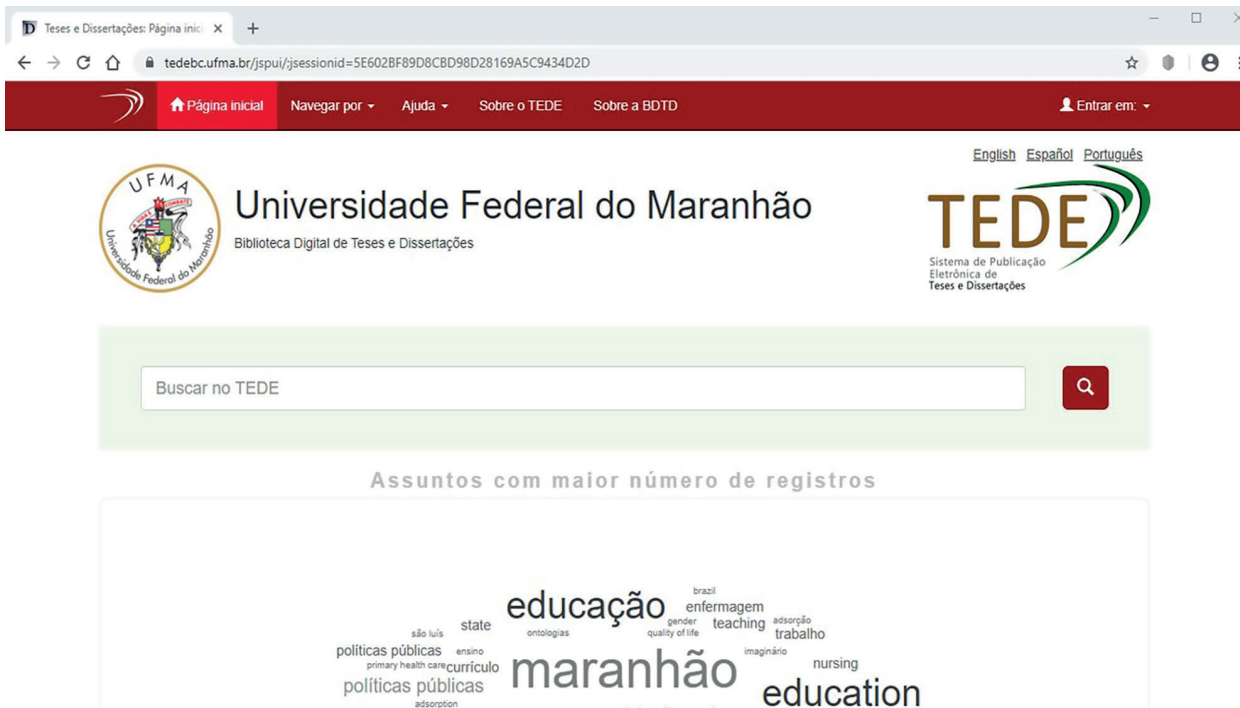 Teses e Dissertações: Página inic
tedebc.ufma.br/jspui/;jsessionid=5E602BF89D8CBD98D28169A5C9434D2D
Página inicial Navegar por Ajuda Sobre o TEDE Sobre a BDTD Entrar em:
English Español Português
UFMA
Universidade Federal do Maranhão
Universidade Federal do Maranhão
Biblioteca Digital de Teses e Dissertações
TEDE
Sistema de Publicação
Eletrônica de
Teses e Dissertações
Buscar no TEDE
Assuntos com maior número de registros
brazil
educação enfermagem
state gender teaching adsorção
são luís ontologias quality of life trabalho
políticas públicas ensino imaginário
primary health care currículo maranhão nursing
políticas públicas education
adsorption